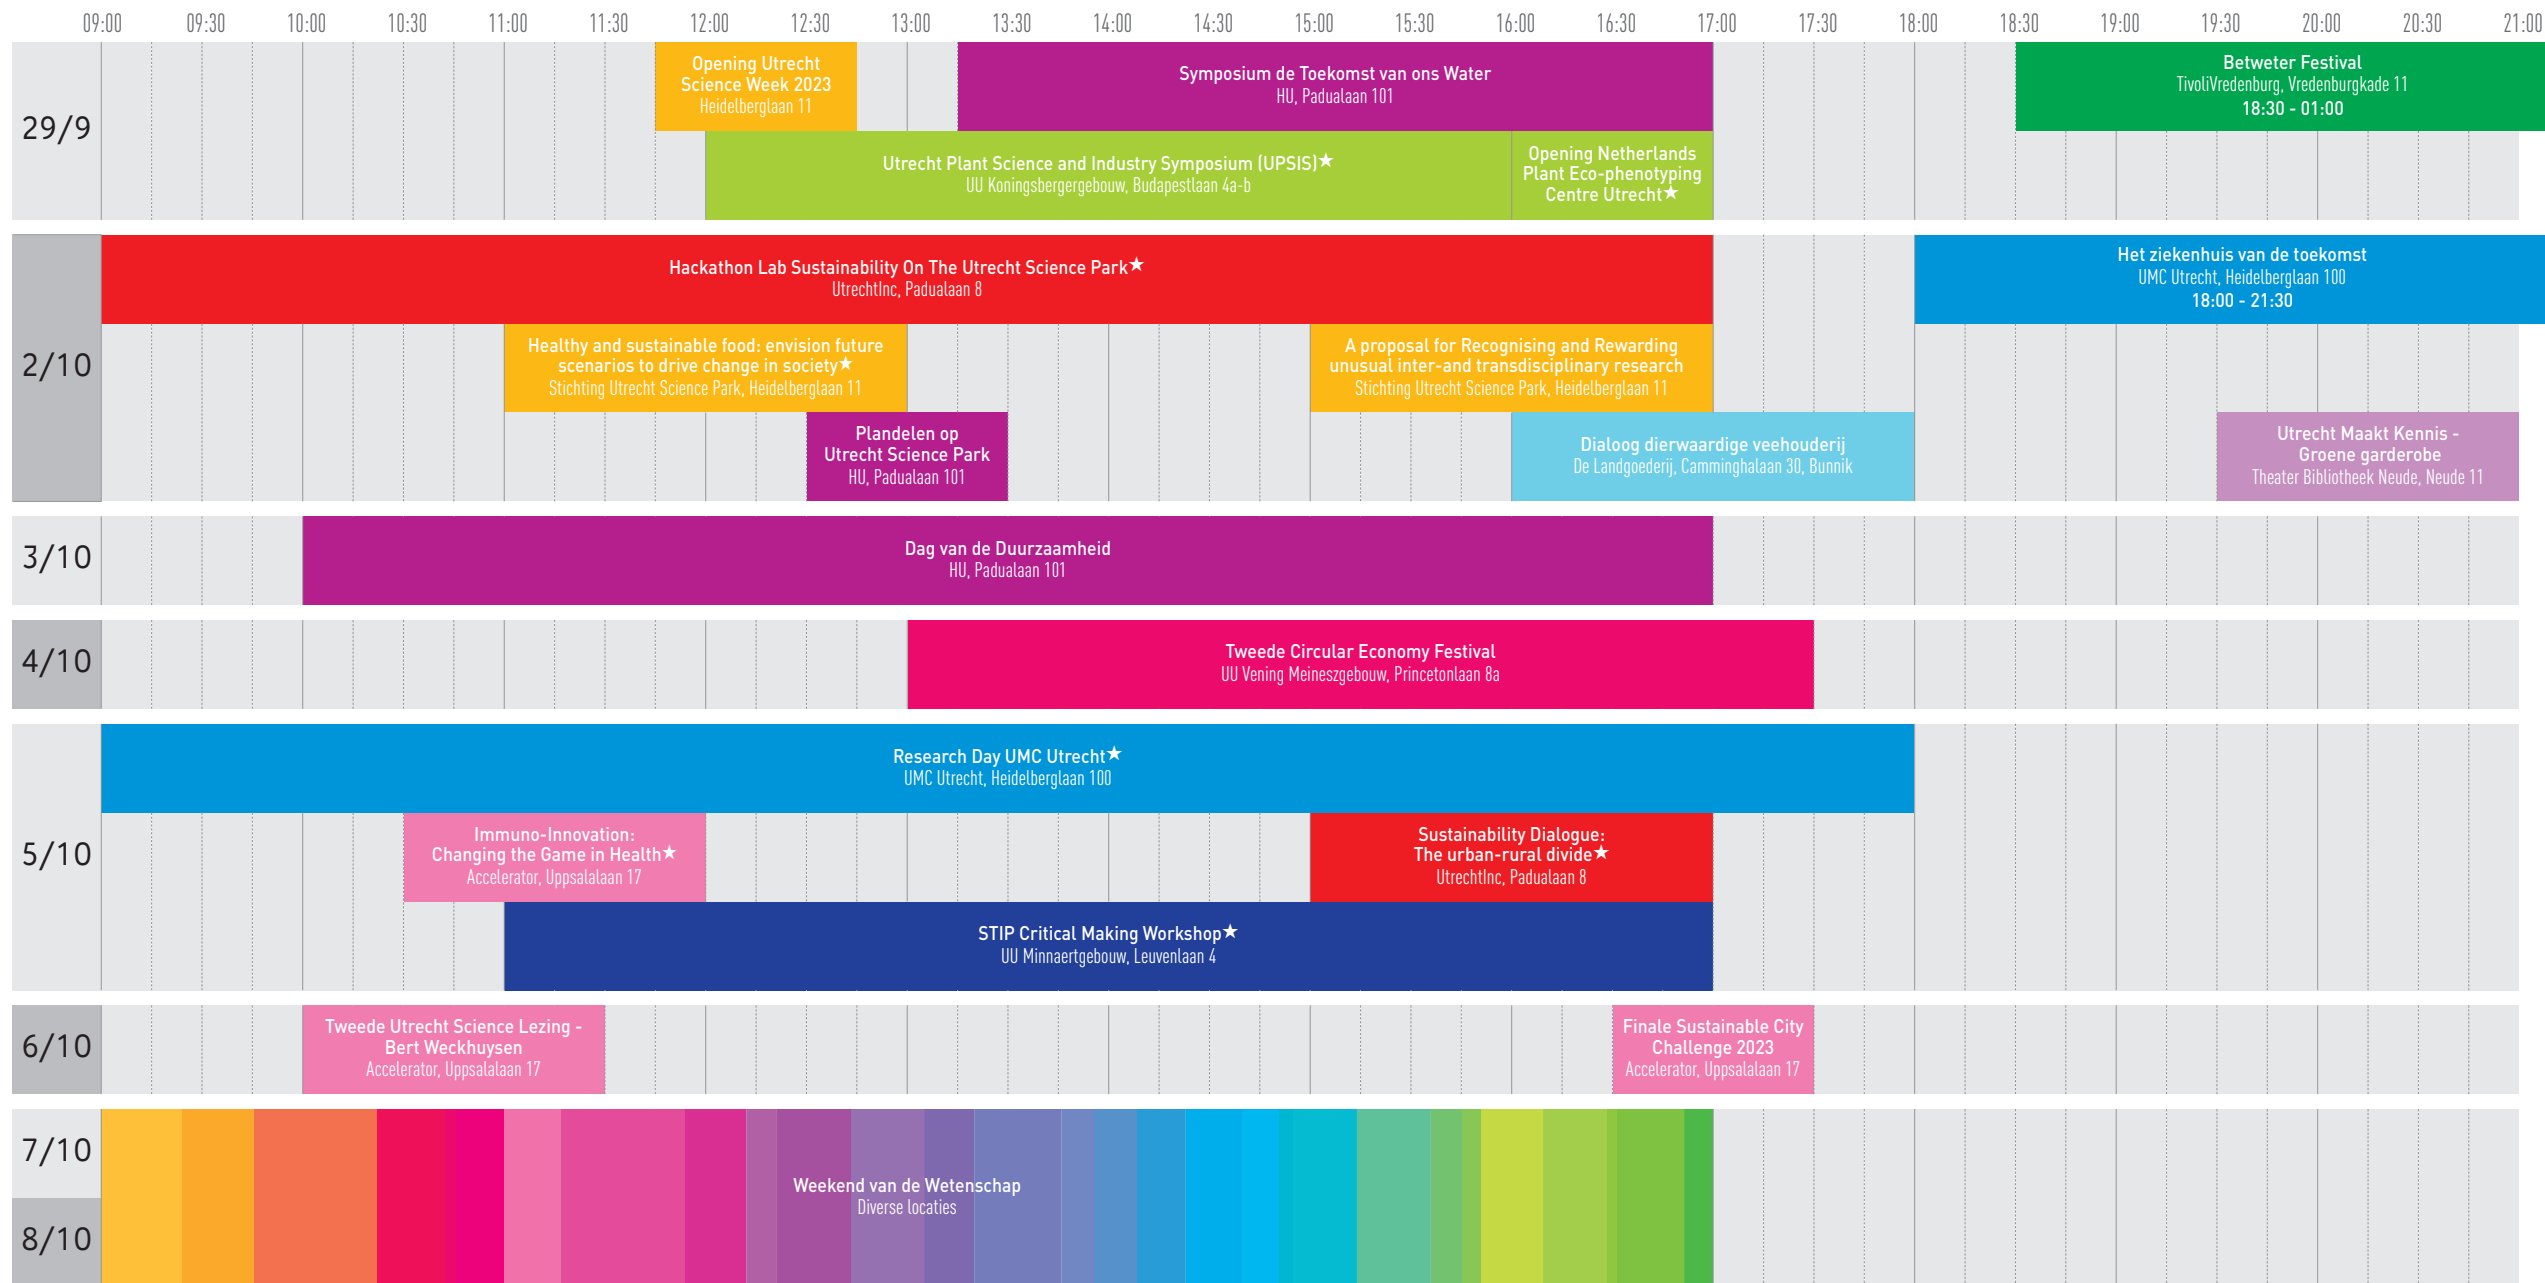 09:00 09:30 10:00 10:30 11:00 11:30 12:00 12:30 13:00 13:30 14:00 14:30 15:00 15:30 16:00 16:30 17:00 17:30 18:00 18:30 19:00 19:30 20:00 20:30 21:00
29/9
Opening Utrecht
Science Week 2023
Heidelberglaan 11
Symposium de Toekomst van ons Water
HU, Padualaan 101
Betweter Festival
TivoliVredenburg, Vredenburgkade 11
18:30 - 01:00
Utrecht Plant Science and Industry Symposium (UPSIS)★
UU Koningsbergergebouw, Budapestlaan 4a-b
Opening Netherlands
Plant Eco-phenotyping
Centre Utrecht★
2/10
Hackathon Lab Sustainability On The Utrecht Science Park★
UtrechtInc, Padualaan 8
Het ziekenhuis van de toekomst
UMC Utrecht, Heidelberglaan 100
18:00 - 21:30
Healthy and sustainable food: envision future
scenarios to drive change in society★
Stichting Utrecht Science Park, Heidelberglaan 11
A proposal for Recognising and Rewarding
unusual inter-and transdisciplinary research
Stichting Utrecht Science Park, Heidelberglaan 11
Plandelen op
Utrecht Science Park
HU, Padualaan 101
Dialoog dierwaardige veehouderij
De Landgoederij, Camminghalaan 30, Bunnik
Utrecht Maakt Kennis -
Groene garderobe
Theater Bibliotheek Neude, Neude 11
3/10
Dag van de Duurzaamheid
HU, Padualaan 101
4/10
Tweede Circular Economy Festival
UU Vening Meineszgebouw, Princetonlaan 8a
5/10
Research Day UMC Utrecht★
UMC Utrecht, Heidelberglaan 100
Immuno-Innovation:
Changing the Game in Health★
Accelerator, Uppsalalaan 17
Sustainability Dialogue:
The urban-rural divide★
UtrechtInc, Padualaan 8
STIP Critical Making Workshop★
UU Minnaertgebouw, Leuvenlaan 4
6/10
Tweede Utrecht Science Lezing -
Bert Weckhuysen
Accelerator, Uppsalalaan 17
Finale Sustainable City
Challenge 2023
Accelerator, Uppsalalaan 17
7/10
Weekend van de Wetenschap
Diverse locaties
8/10